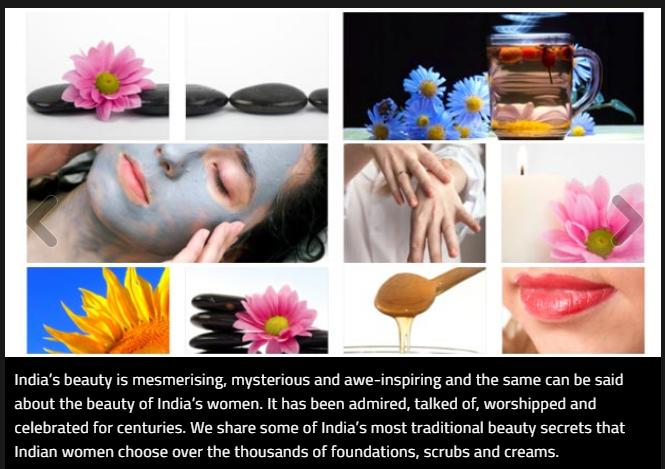 India's beauty is mesmerising, mysterious and awe-inspiring and the same can be said
about the beauty of India's women. It has been admired, talked of, worshipped and
celebrated for centuries. We share some of India's most traditional beauty secrets that
Indian women choose over the thousands of foundations, scrubs and creams.